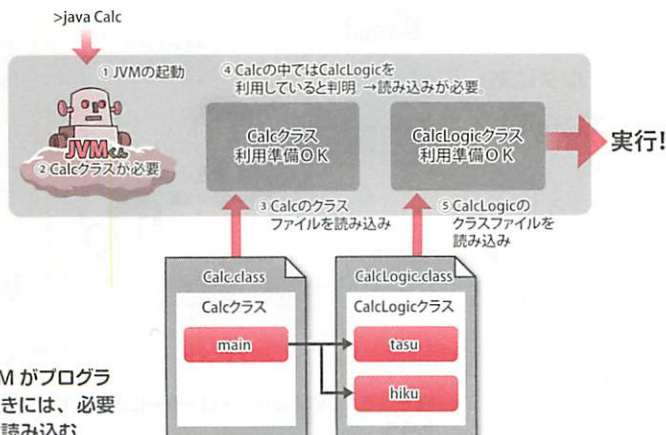 >java Calc
① JVMの起動
④ Calcの中ではCalcLogicを
利用していると判明 →読み込みが必要。
JVMくん
② Calcクラスが必要
Calcクラス
利用準備OK
CalcLogicクラス
利用準備OK
実行!
③ Calcのクラス
ファイルを読み込み
⑤ CalcLogicの
クラスファイルを
読み込み
Calc.class
Calcクラス
main
CalcLogic.class
CalcLogicクラス
tasu
hiku
M がプログラ
きには、必要
読み込む